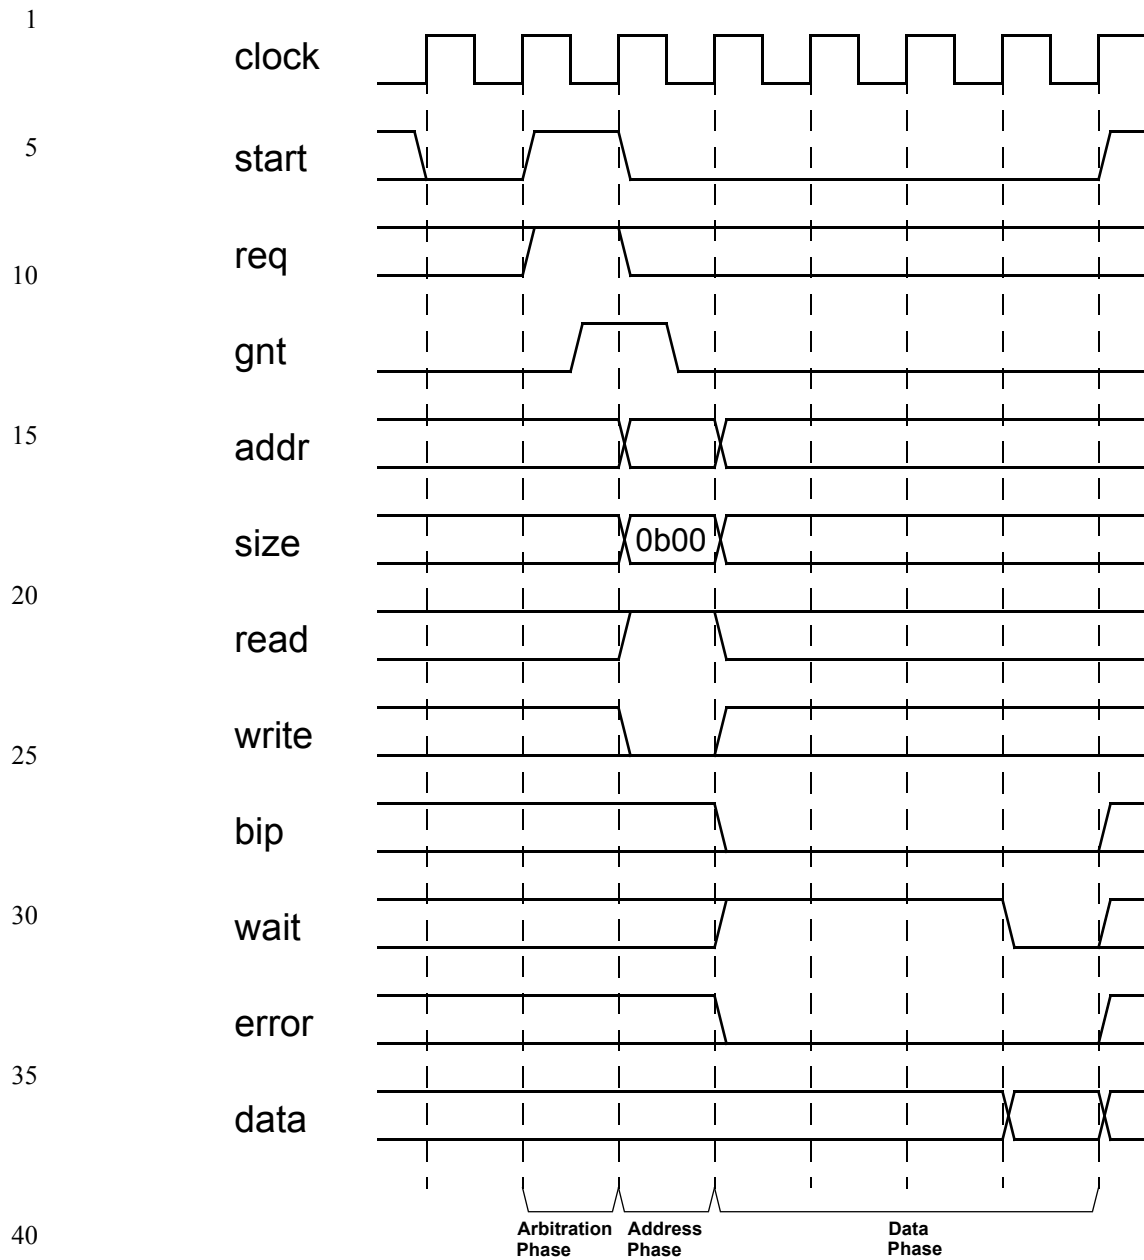 1
clock
5
start
req
10
gnt
15
addr
size
0b00
20
read
write
25
bip
30
wait
error
35
data
40
Arbitration Phase
Address Phase
Data Phase